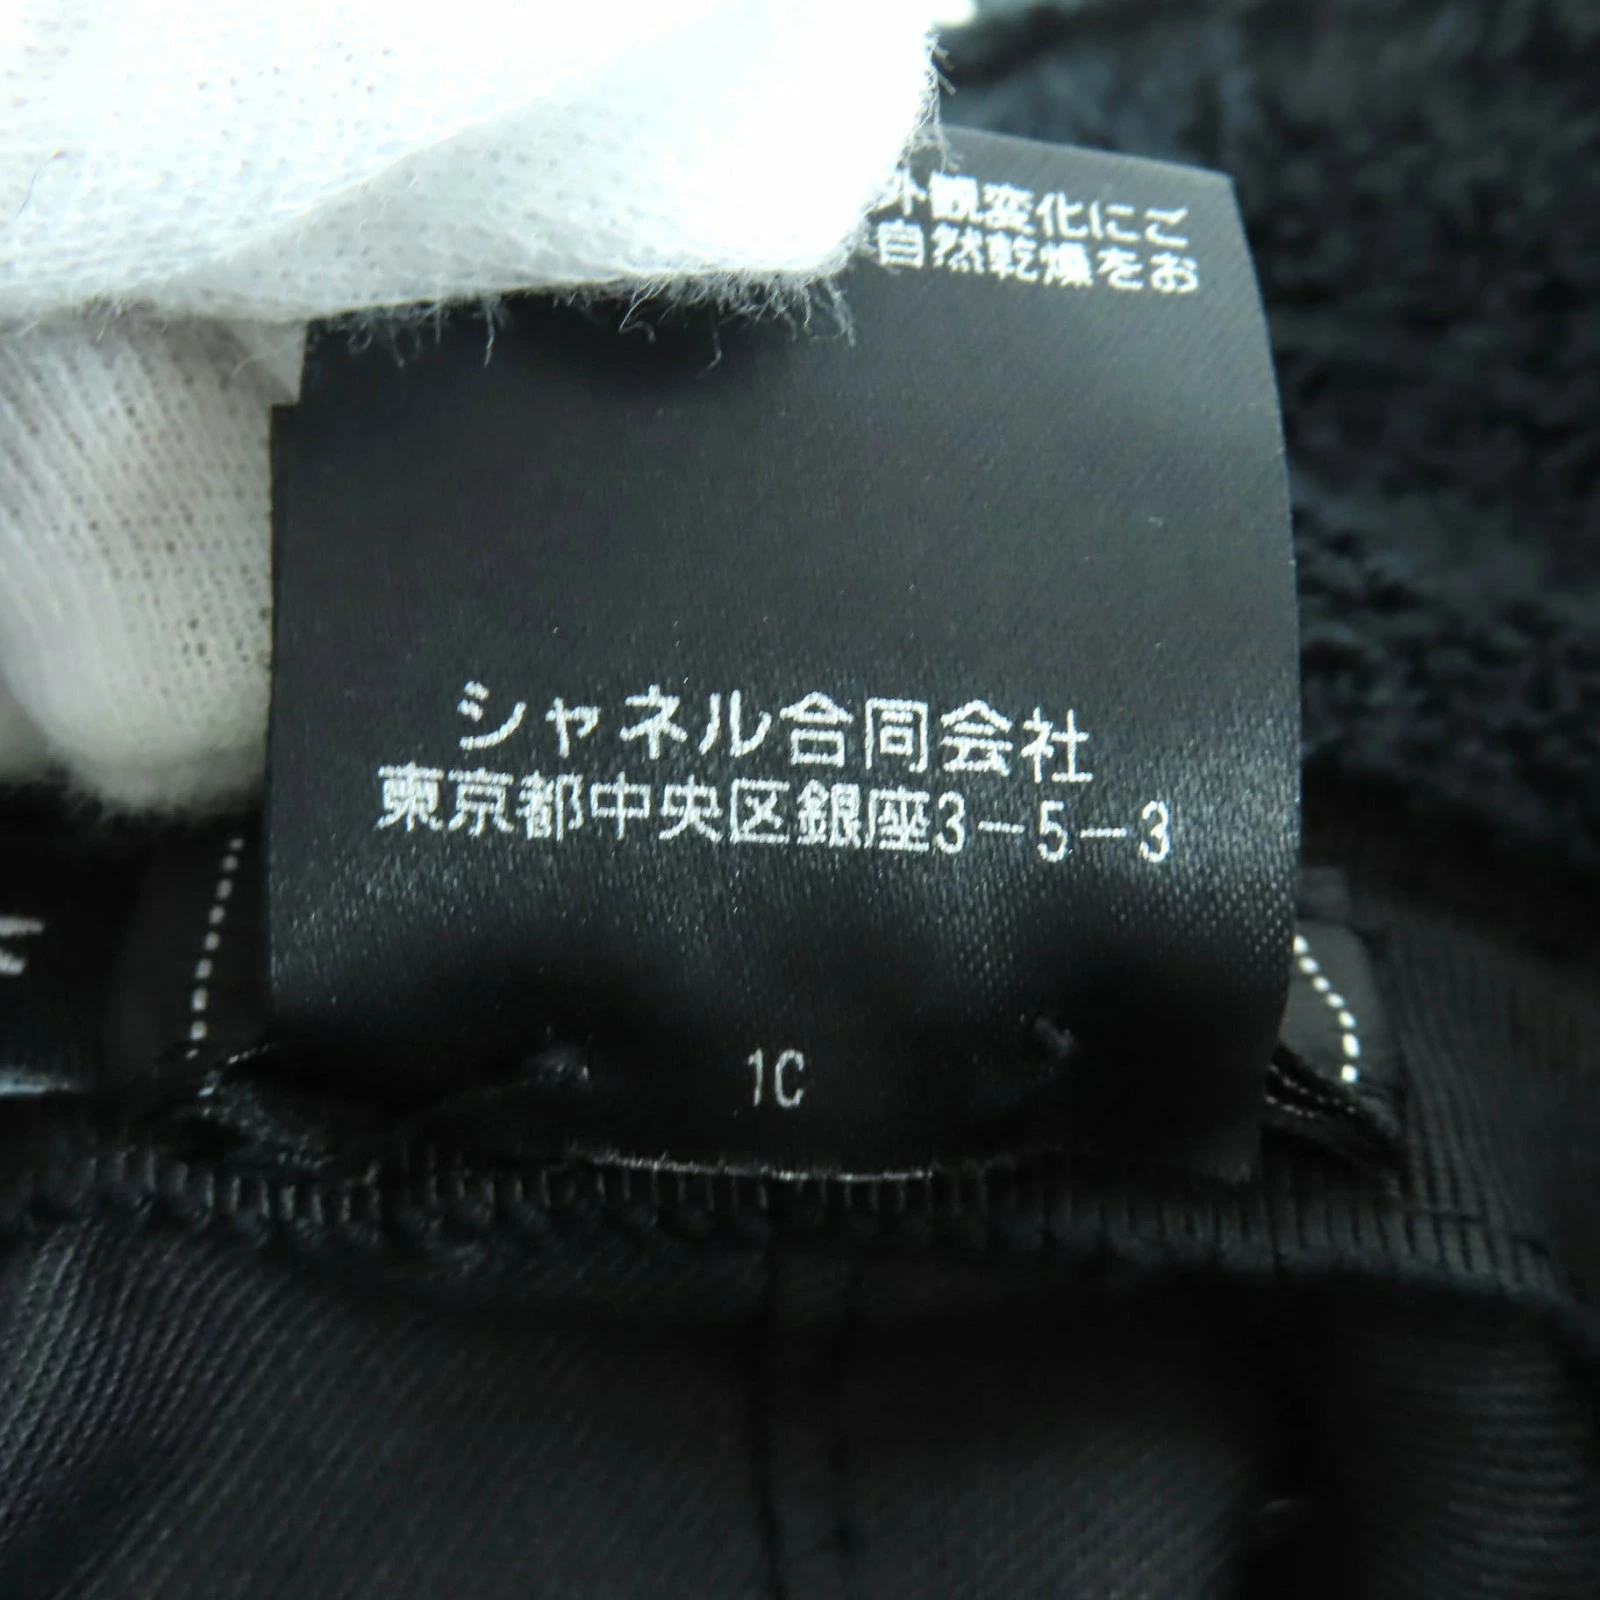 外観変化にご
自然乾燥をお
シャネル合同会社
東京都中央区銀座3-5-3
1C